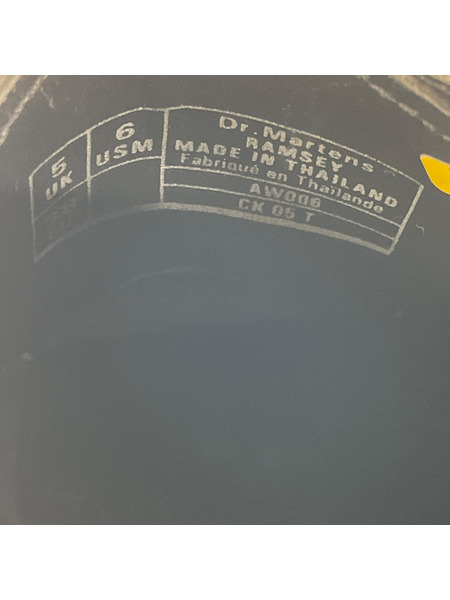 5
UK
6
USM
Dr. Martens
RAMSEY
MADE IN THAILAND
Fabriqué en Thaïlande
AW006
CK 05 T